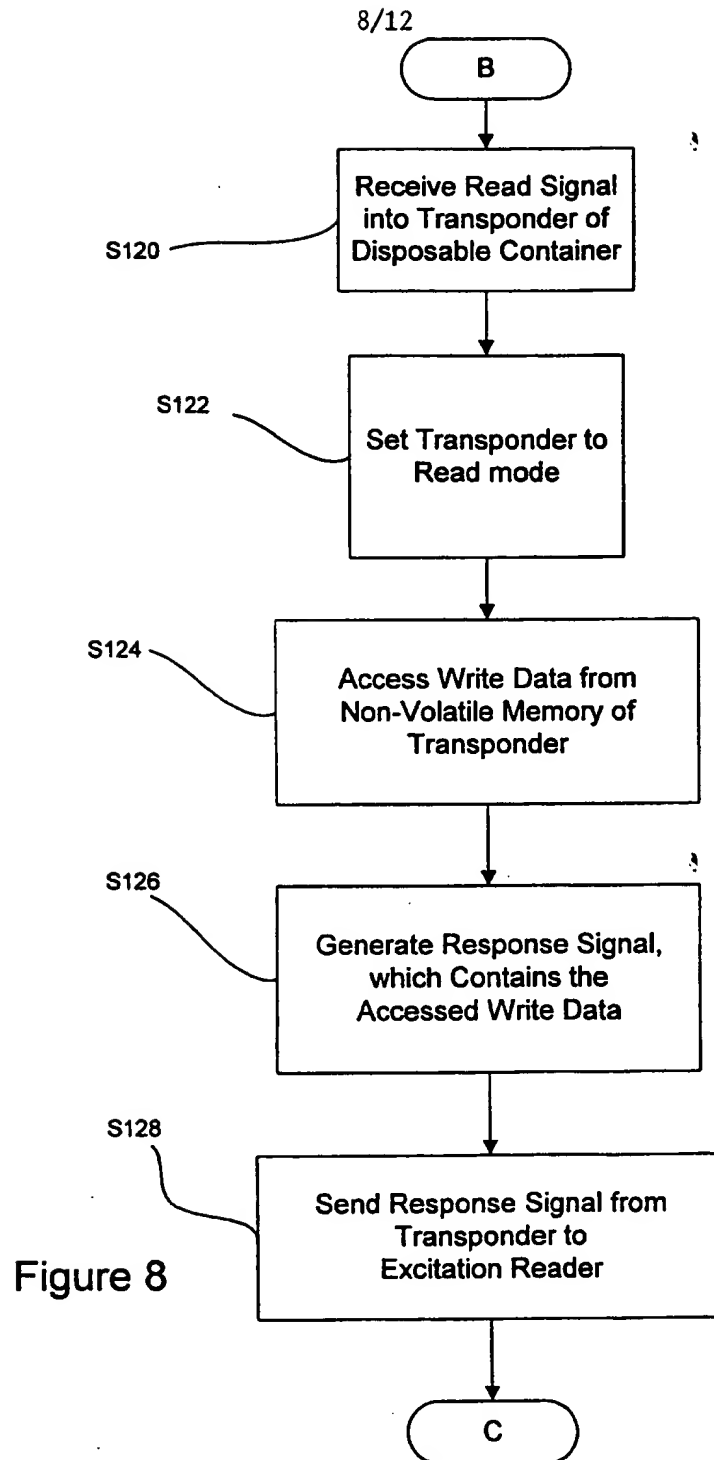 8/12
B
Receive Read Signal
into Transponder of
Disposable Container
S120
S122
Set Transponder to
Read mode
S124
Access Write Data from
Non-Volatile Memory of
Transponder
S126
Generate Response Signal,
which Contains the
Accessed Write Data
S128
Send Response Signal from
Transponder to
Excitation Reader
Figure 8
C